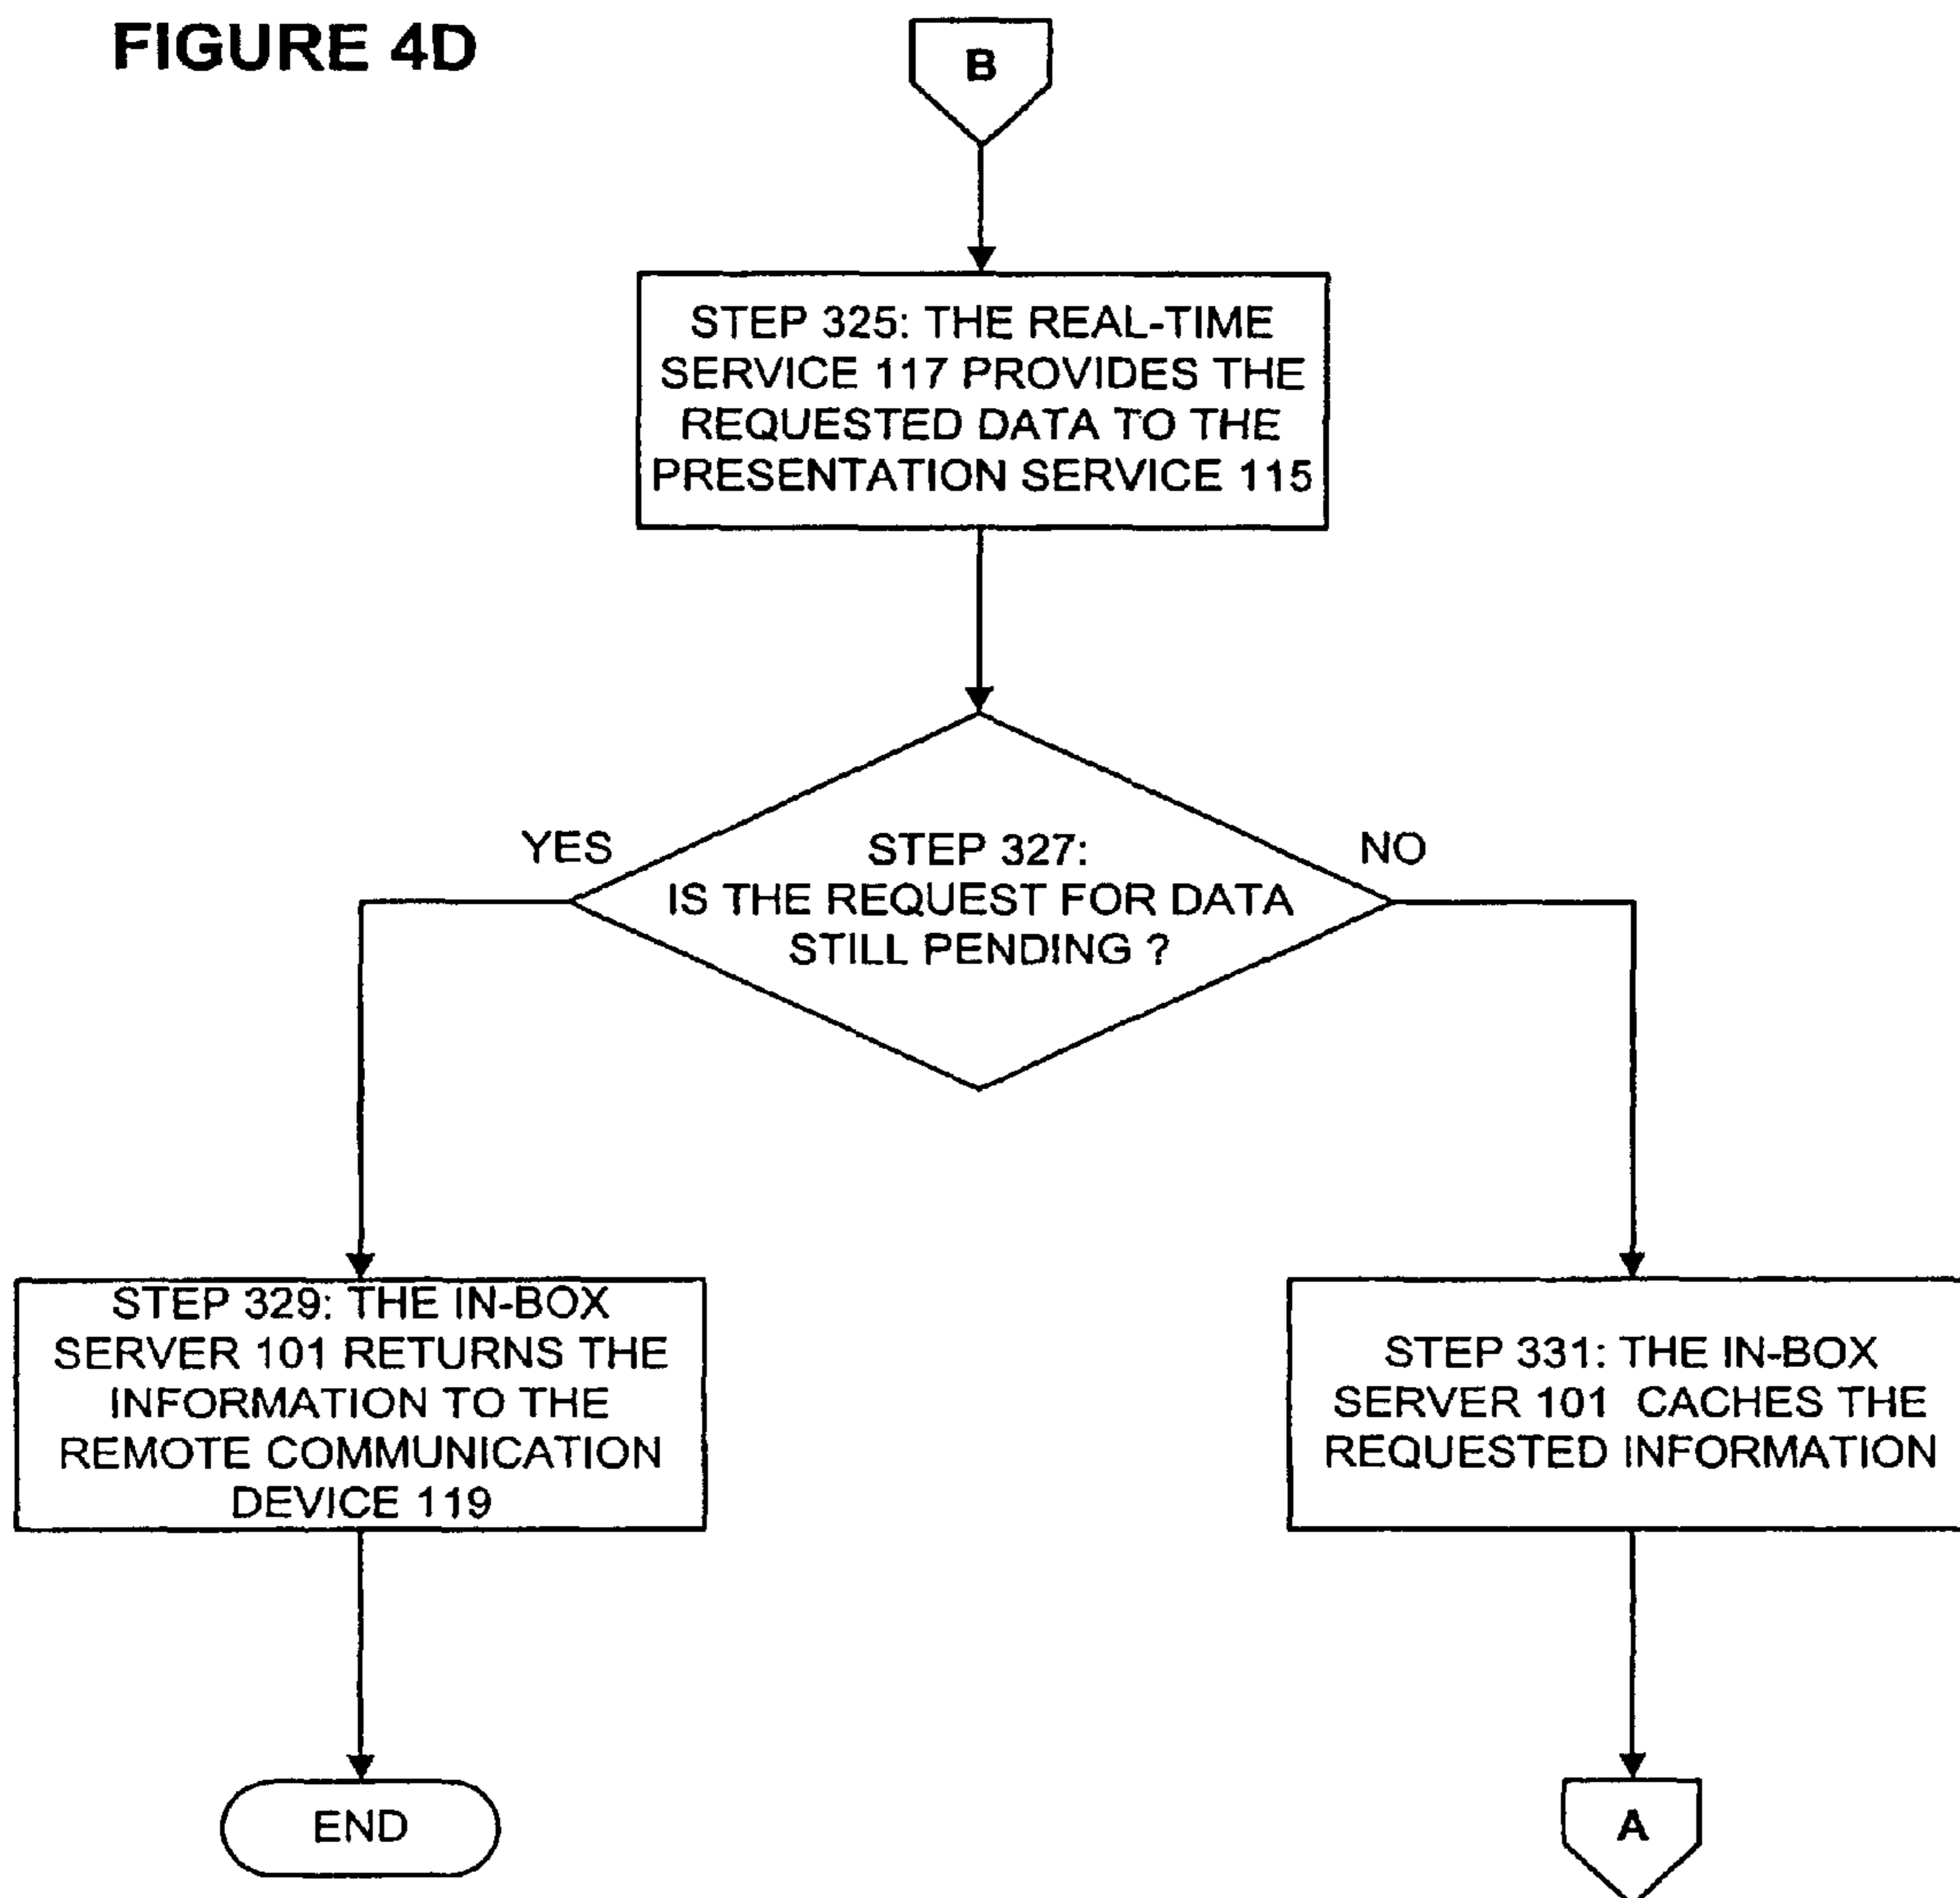 FIGURE 4D
B
STEP 325: THE REAL-TIME
SERVICE 117 PROVIDES THE
REQUESTED DATA TO THE
PRESENTATION SERVICE 115
YES
STEP 327:
IS THE REQUEST FOR DATA
STILL PENDING ?
NO
STEP 329: THE IN-BOX
SERVER 101 RETURNS THE
INFORMATION TO THE
REMOTE COMMUNICATION
DEVICE 119
STEP 331: THE IN-BOX
SERVER 101 CACHES THE
REQUESTED INFORMATION
END
A